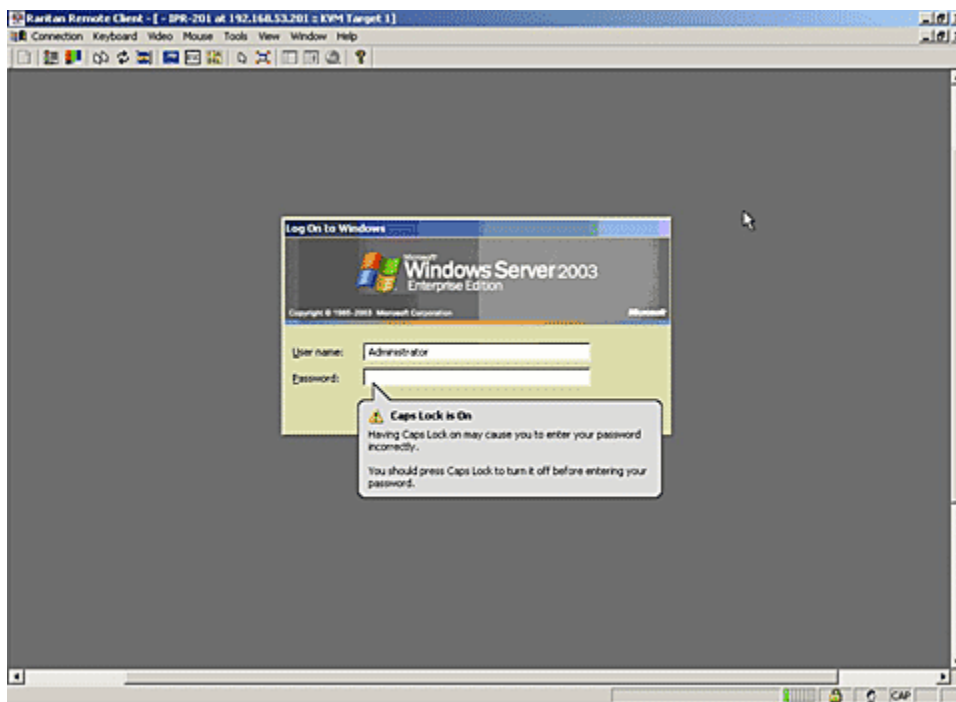 Raritan Remote Client - [ - IPR-201 at 192.168.53.201 :: KVM Target 1]
Connection Keyboard Video Mouse Tools View Window Help
Log On to Windows
Microsoft
Windows Server 2003
Enterprise Edition
Copyright © 1985-2003 Microsoft Corporation
Microsoft
User name: Administrator
Password:
Caps Lock is On
Having Caps Lock on may cause you to enter your password
incorrectly.
You should press Caps Lock to turn it off before entering your
password.
CAP